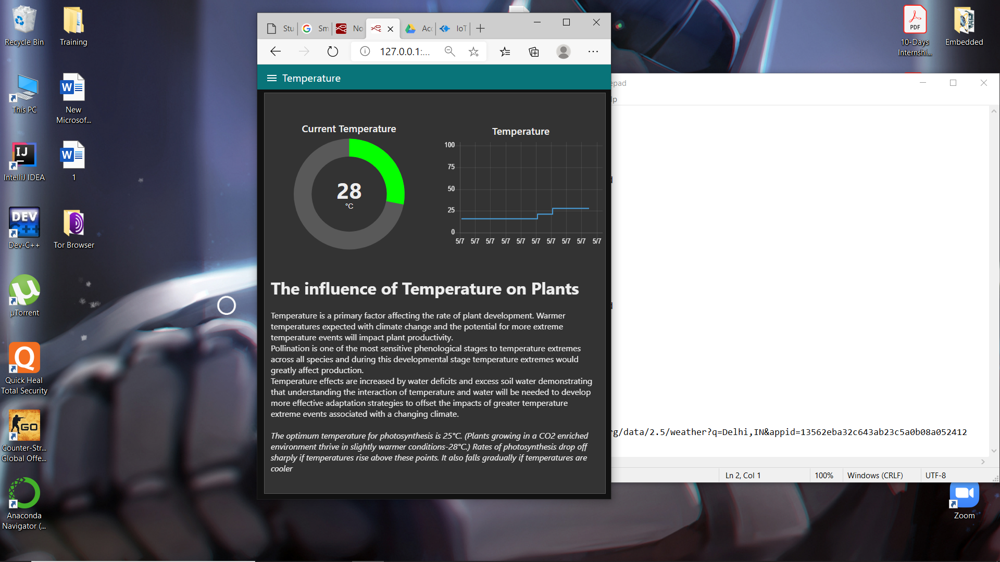 Recycle Bin
Training
This PC
New
Microsof...
IntelliJ IDEA
1
Dev-C++
Tor Browser
µTorrent
Quick Heal
Total Security
Counter-Str...
Global Offe...
Anaconda
Navigator (...
IJ
DEV
C++
GO
Stu
Sm
No
Acc
IoT
127.0.0.1:...
Temperature
Current Temperature
28
°C
Temperature
100
75
50
25
0
5/7 5/7 5/7 5/7 5/7 5/7 5/7 5/7 5/7 5/7
The influence of Temperature on Plants
Temperature is a primary factor affecting the rate of plant development. Warmer
temperatures expected with climate change and the potential for more extreme
temperature events will impact plant productivity.
Pollination is one of the most sensitive phenological stages to temperature extremes
across all species and during this developmental stage temperature extremes would
greatly affect production.
Temperature effects are increased by water deficits and excess soil water demonstrating
that understanding the interaction of temperature and water will be needed to develop
more effective adaptation strategies to offset the impacts of greater temperature
extreme events associated with a changing climate.
The optimum temperature for photosynthesis is 25°C. (Plants growing in a CO2 enriched
environment thrive in slightly warmer conditions-28°C.) Rates of photosynthesis drop off
sharply if temperatures rise above these points. It also falls gradually if temperatures are
cooler
PDF
10-Days
Internshi...
Embedded
epad
lp
rg/data/2.5/weather?q=Delhi,IN&appid=13562eba32c643ab23c5a0b08a052412
Ln 2, Col 1
100%
Windows (CRLF)
UTF-8
Zoom